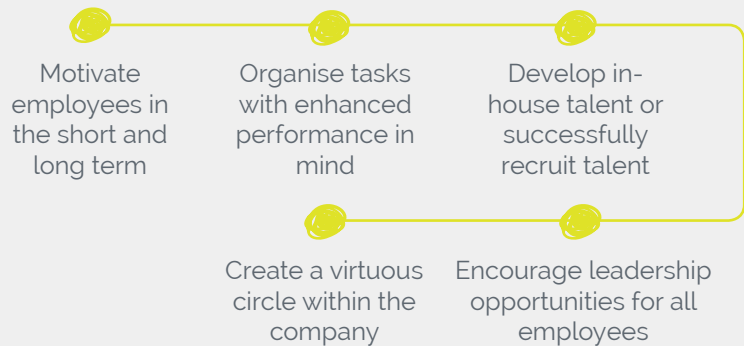 Motivate
employees in
the short and
long term
Organise tasks
with enhanced
performance in
mind
Develop in-
house talent or
successfully
recruit talent
Create a virtuous
circle within the
company
Encourage leadership
opportunities for all
employees